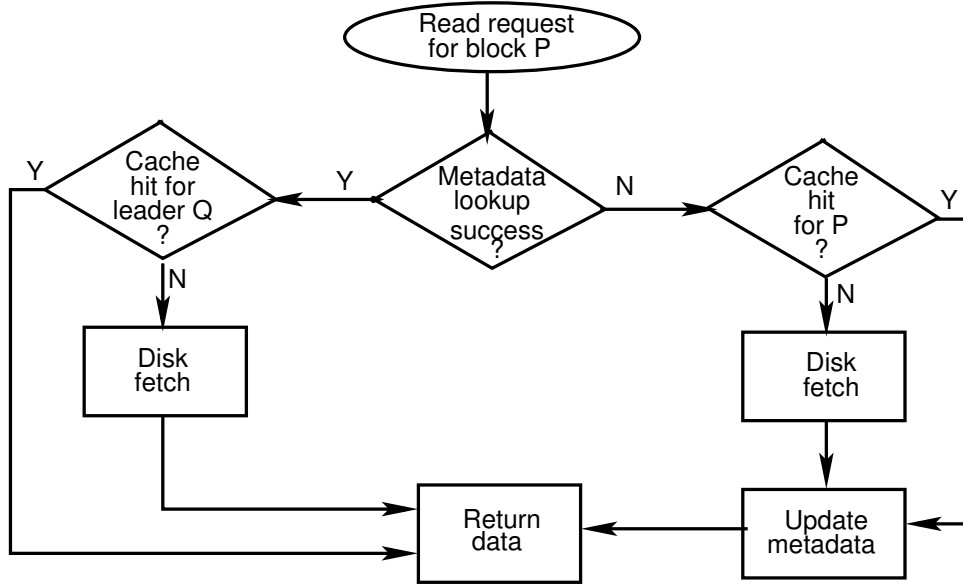 Read request
for block P
Y
Cache
hit for
leader Q
?
Y
Metadata
lookup
success
?
N
Cache
hit
for P
?
Y
N
N
Disk
fetch
Disk
fetch
Return
data
Update
metadata